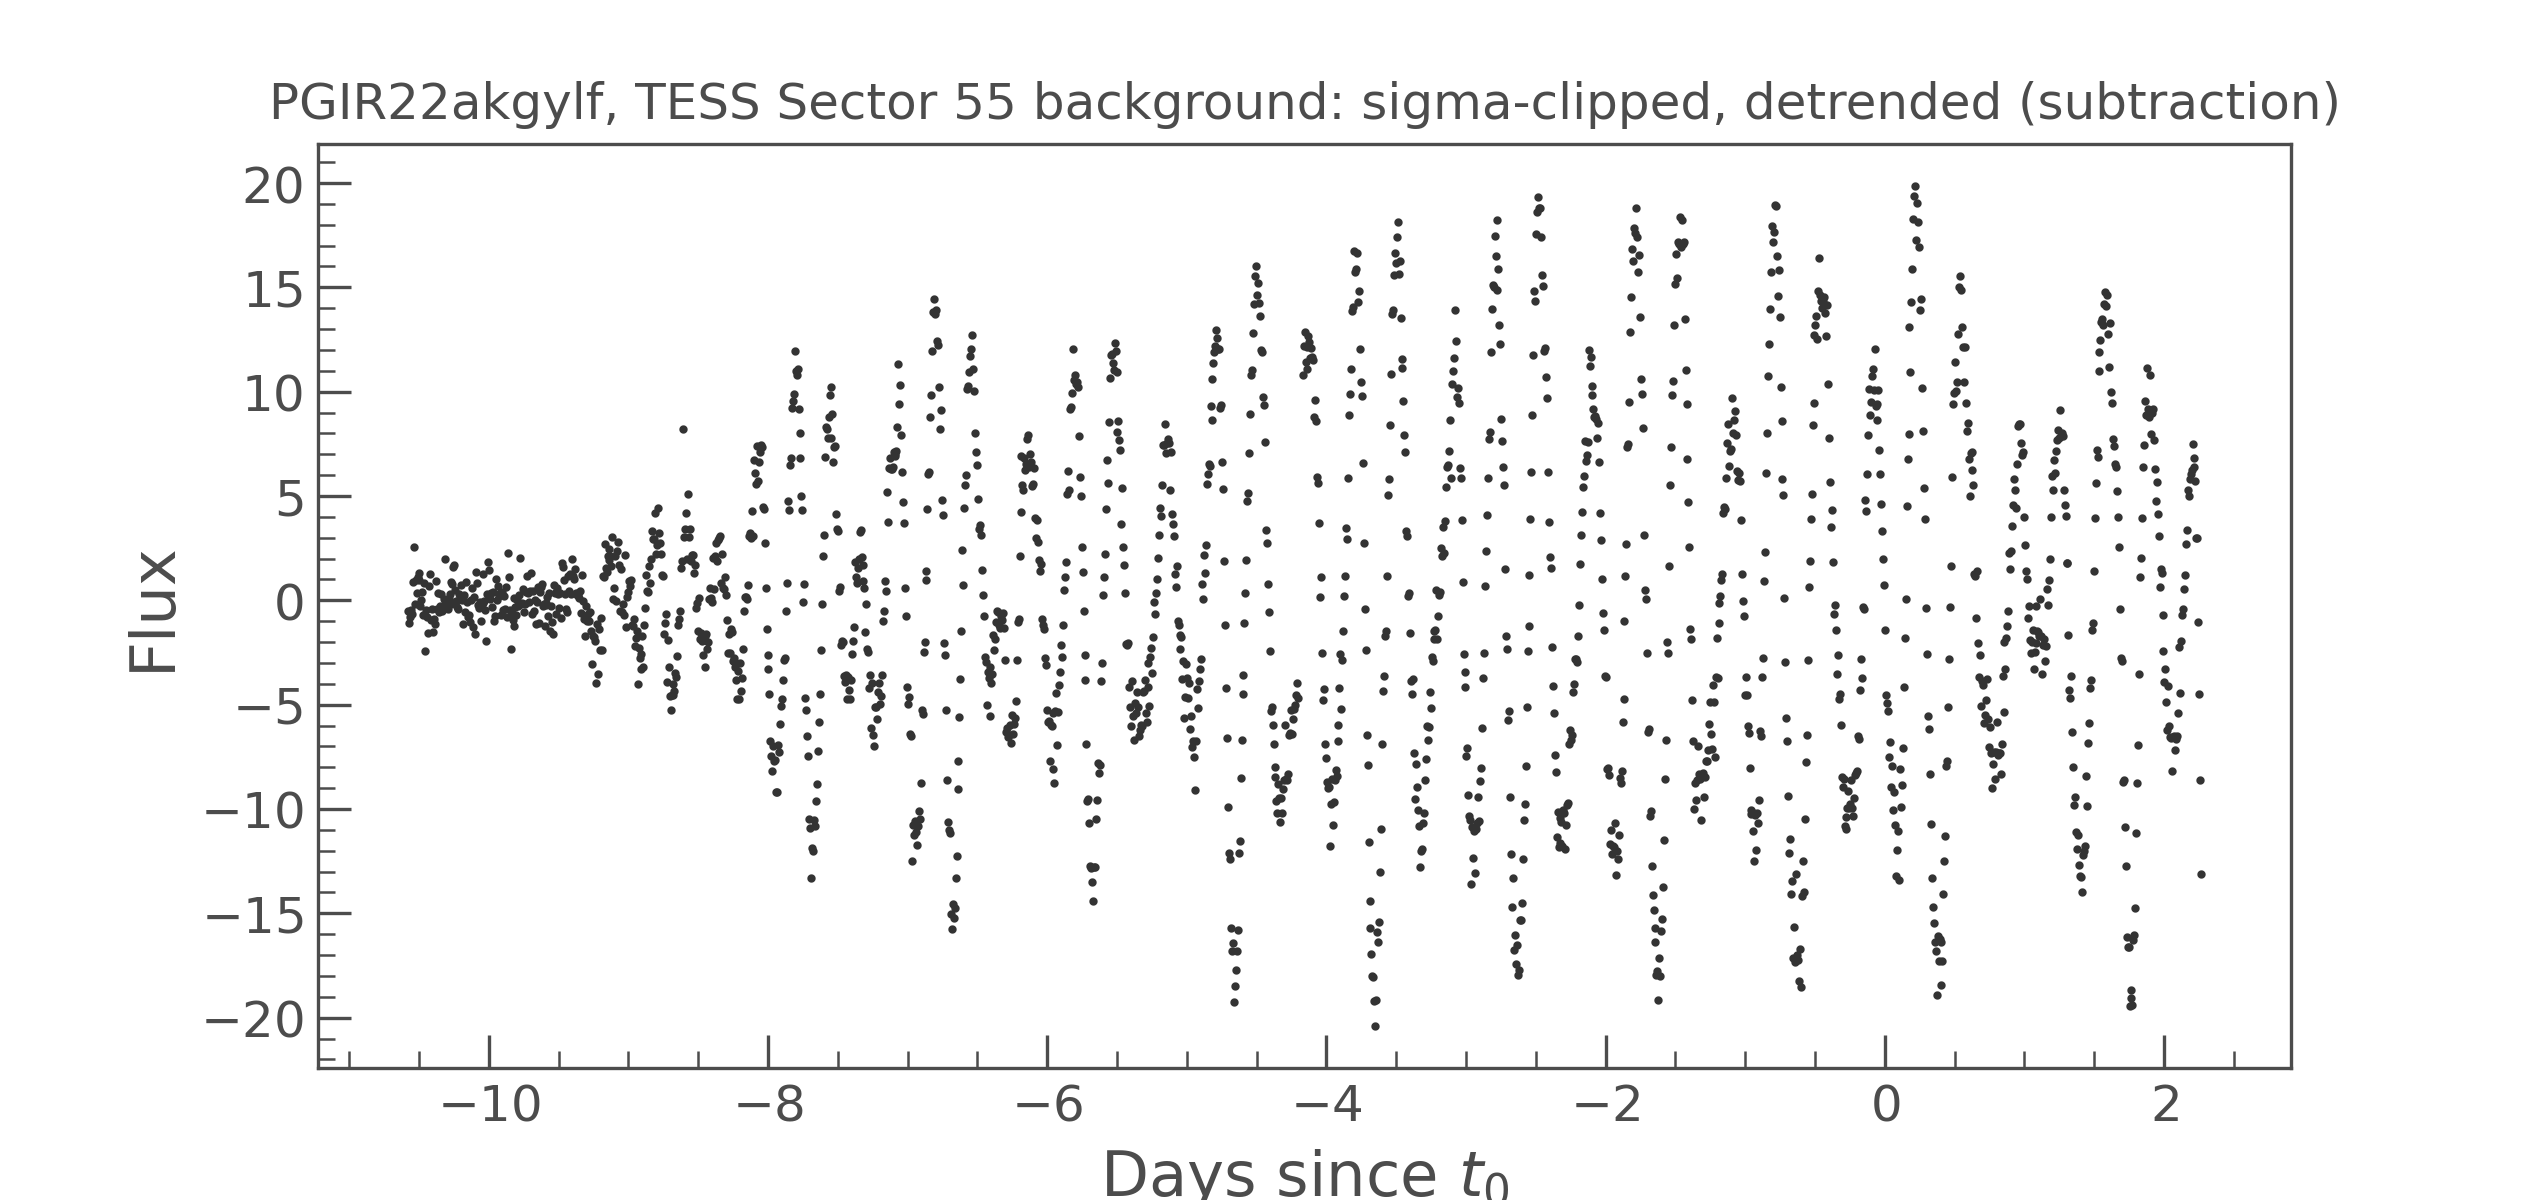 PGIR22akgylf, TESS Sector 55 background: sigma-clipped, detrended (subtraction)
20
15
10
5
0
−5
−10
−15
−20
Flux
−10 −8 −6 −4 −2 0 2
Days since t0